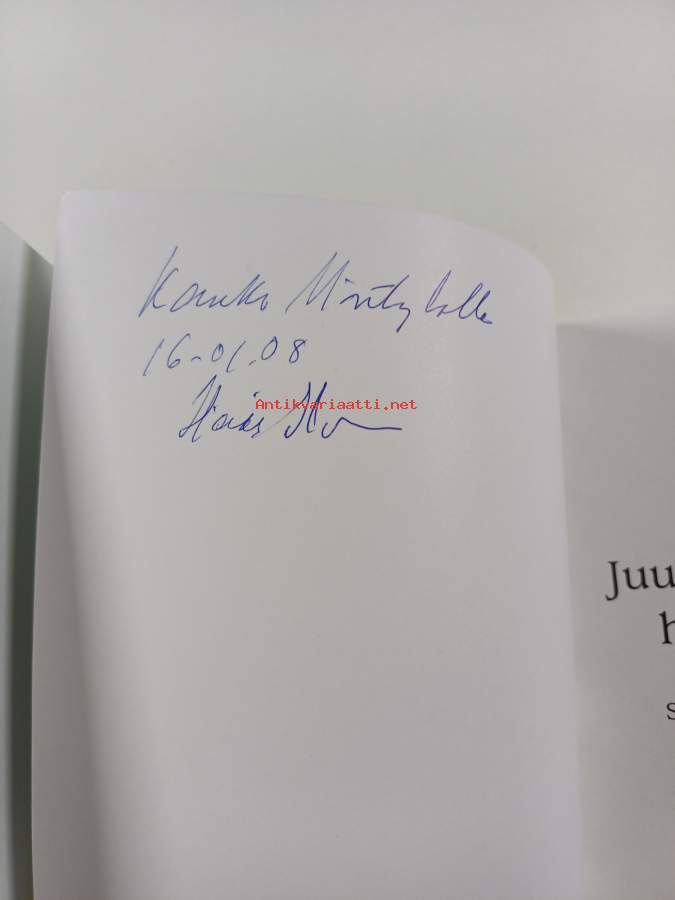 Kauko Mäntylälle
16-01.08
Antikvariaatti.net
Juu
h
s